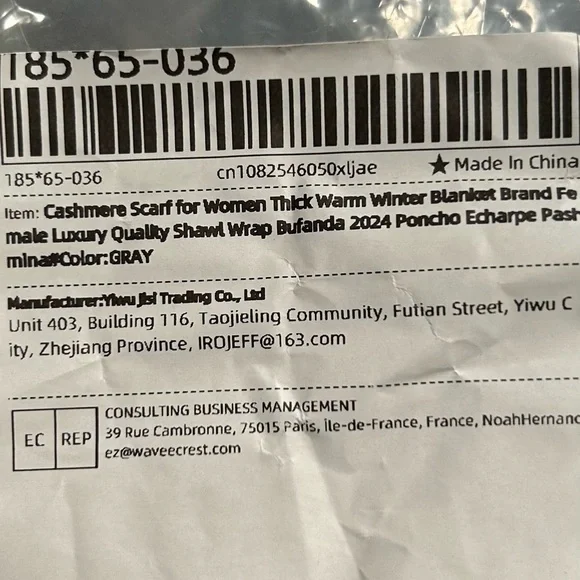 185*65-036
185*65-036 cn1082546050xljae ★ Made In China
Item: Cashmere Scarf for Women Thick Warm Winter Blanket Brand Fe
male Luxury Quality Shawl Wrap Bufanda 2024 Poncho Echarpe Pash
mina#Color:GRAY
Manufacturer:Yiwu Jisi Trading Co., Ltd
Unit 403, Building 116, Taojieling Community, Futian Street, Yiwu C
ity, Zhejiang Province, IROJEFF@163.com
EC REP
CONSULTING BUSINESS MANAGEMENT
39 Rue Cambronne, 75015 Paris, Île-de-France, France, NoahHernand
ez@waveecrest.com